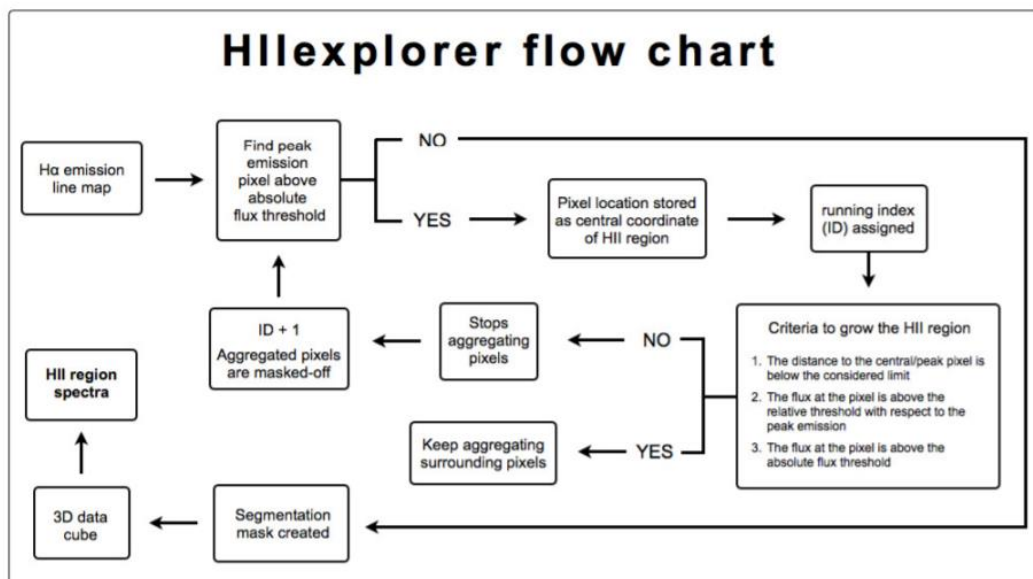 HIIexplorer flow chart
Hα emission
line map
Find peak
emission
pixel above
absolute
flux threshold
NO
YES
Pixel location stored
as central coordinate
of HII region
running index
(ID) assigned
Criteria to grow the HII region
1. The distance to the central/peak pixel is
below the considered limit
2. The flux at the pixel is above the
relative threshold with respect to the
peak emission
3. The flux at the pixel is above the
absolute flux threshold
NO
Stops
aggregating
pixels
ID + 1
Aggregated pixels
are masked-off
YES
Keep aggregating
surrounding pixels
Segmentation
mask created
3D data
cube
HII region
spectra